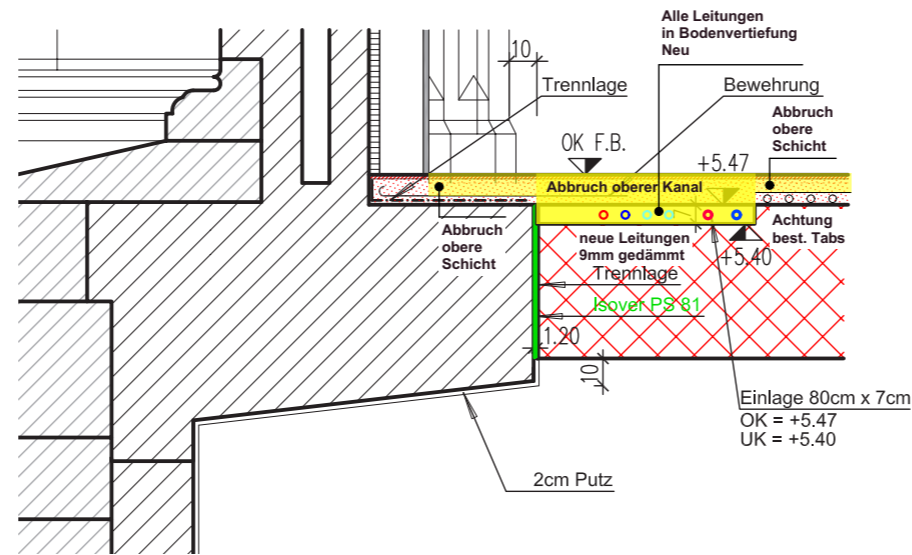 Alle Leitungen
in Bodenvertiefung
Neu
10
Trennlage
Bewehrung
Abbruch
obere
Schicht
OK F.B.
+5.47
Abbruch oberer Kanal
Abbruch
obere
Schicht
neue Leitungen
9mm gedämmt
Achtung
best. Tabs
+5.40
Trennlage
Isover PS 81
1.20
10
Einlage 80cm x 7cm
OK = +5.47
UK = +5.40
2cm Putz